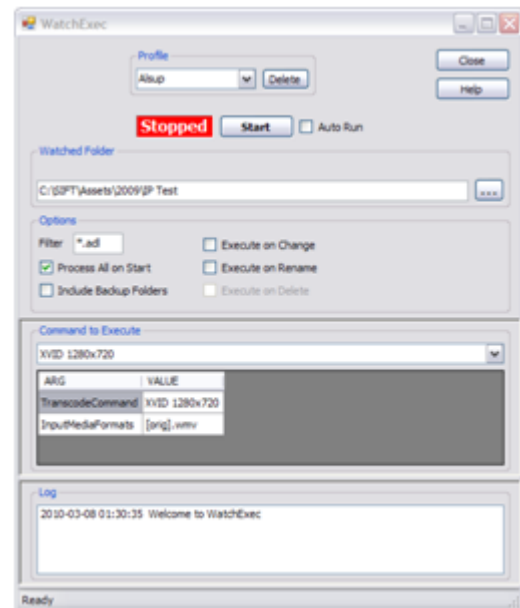 WatchExec
Profile
Alsup
Delete
Close
Help
Stopped
Start
Auto Run
Watched Folder
C:\SIFT\Assets\2009\IP Test
...
Options
Filter *.adl
Execute on Change
Process All on Start
Execute on Rename
Include Backup Folders
Execute on Delete
Command to Execute
XVID 1280x720
ARG VALUE
TranscodeCommand XVID 1280x720
InputMediaFormats [orig].wmv
Log
2010-03-08 01:30:35 Welcome to WatchExec
Ready